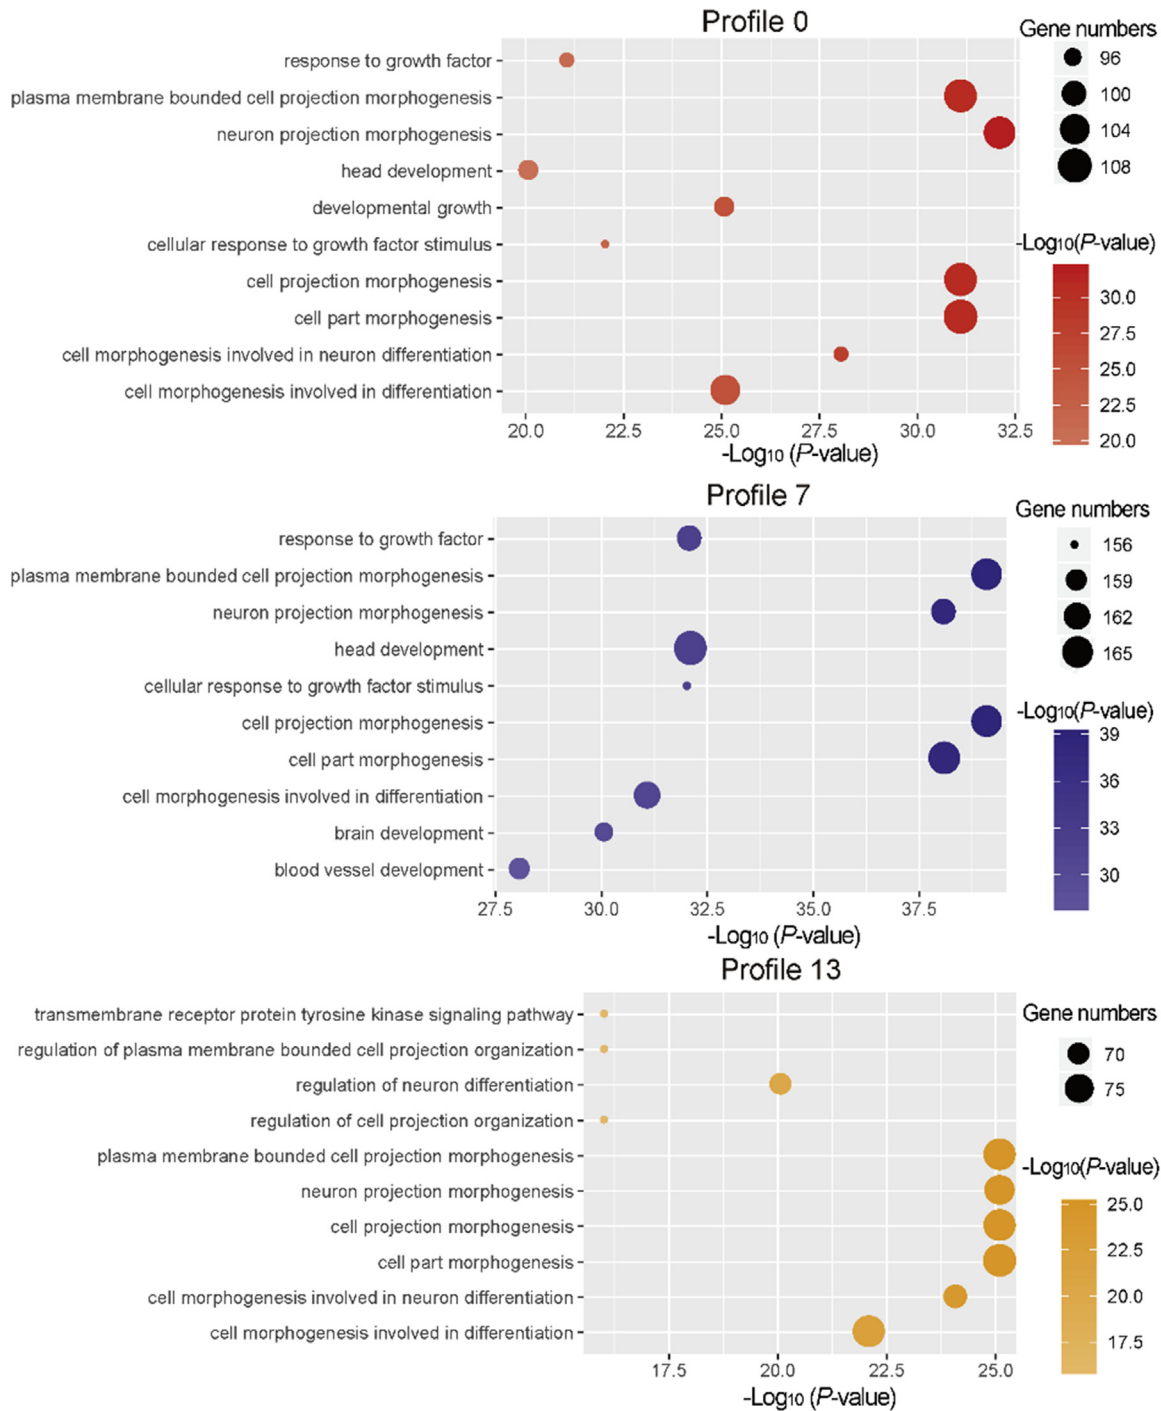 Profile 0
response to growth factor
plasma membrane bounded cell projection morphogenesis
neuron projection morphogenesis
head development
developmental growth
cellular response to growth factor stimulus
cell projection morphogenesis
cell part morphogenesis
cell morphogenesis involved in neuron differentiation
cell morphogenesis involved in differentiation
20.0 22.5 25.0 27.5 30.0 32.5
-Log10 (P-value)
Gene numbers
96
100
104
108
-Log10(P-value)
30.0
27.5
25.0
22.5
20.0
Profile 7
response to growth factor
plasma membrane bounded cell projection morphogenesis
neuron projection morphogenesis
head development
cellular response to growth factor stimulus
cell projection morphogenesis
cell part morphogenesis
cell morphogenesis involved in differentiation
brain development
blood vessel development
27.5 30.0 32.5 35.0 37.5
-Log10 (P-value)
Gene numbers
156
159
162
165
-Log10(P-value)
39
36
33
30
Profile 13
transmembrane receptor protein tyrosine kinase signaling pathway
regulation of plasma membrane bounded cell projection organization
regulation of neuron differentiation
regulation of cell projection organization
plasma membrane bounded cell projection morphogenesis
neuron projection morphogenesis
cell projection morphogenesis
cell part morphogenesis
cell morphogenesis involved in neuron differentiation
cell morphogenesis involved in differentiation
17.5 20.0 22.5 25.0
-Log10 (P-value)
Gene numbers
70
75
-Log10(P-value)
25.0
22.5
20.0
17.5